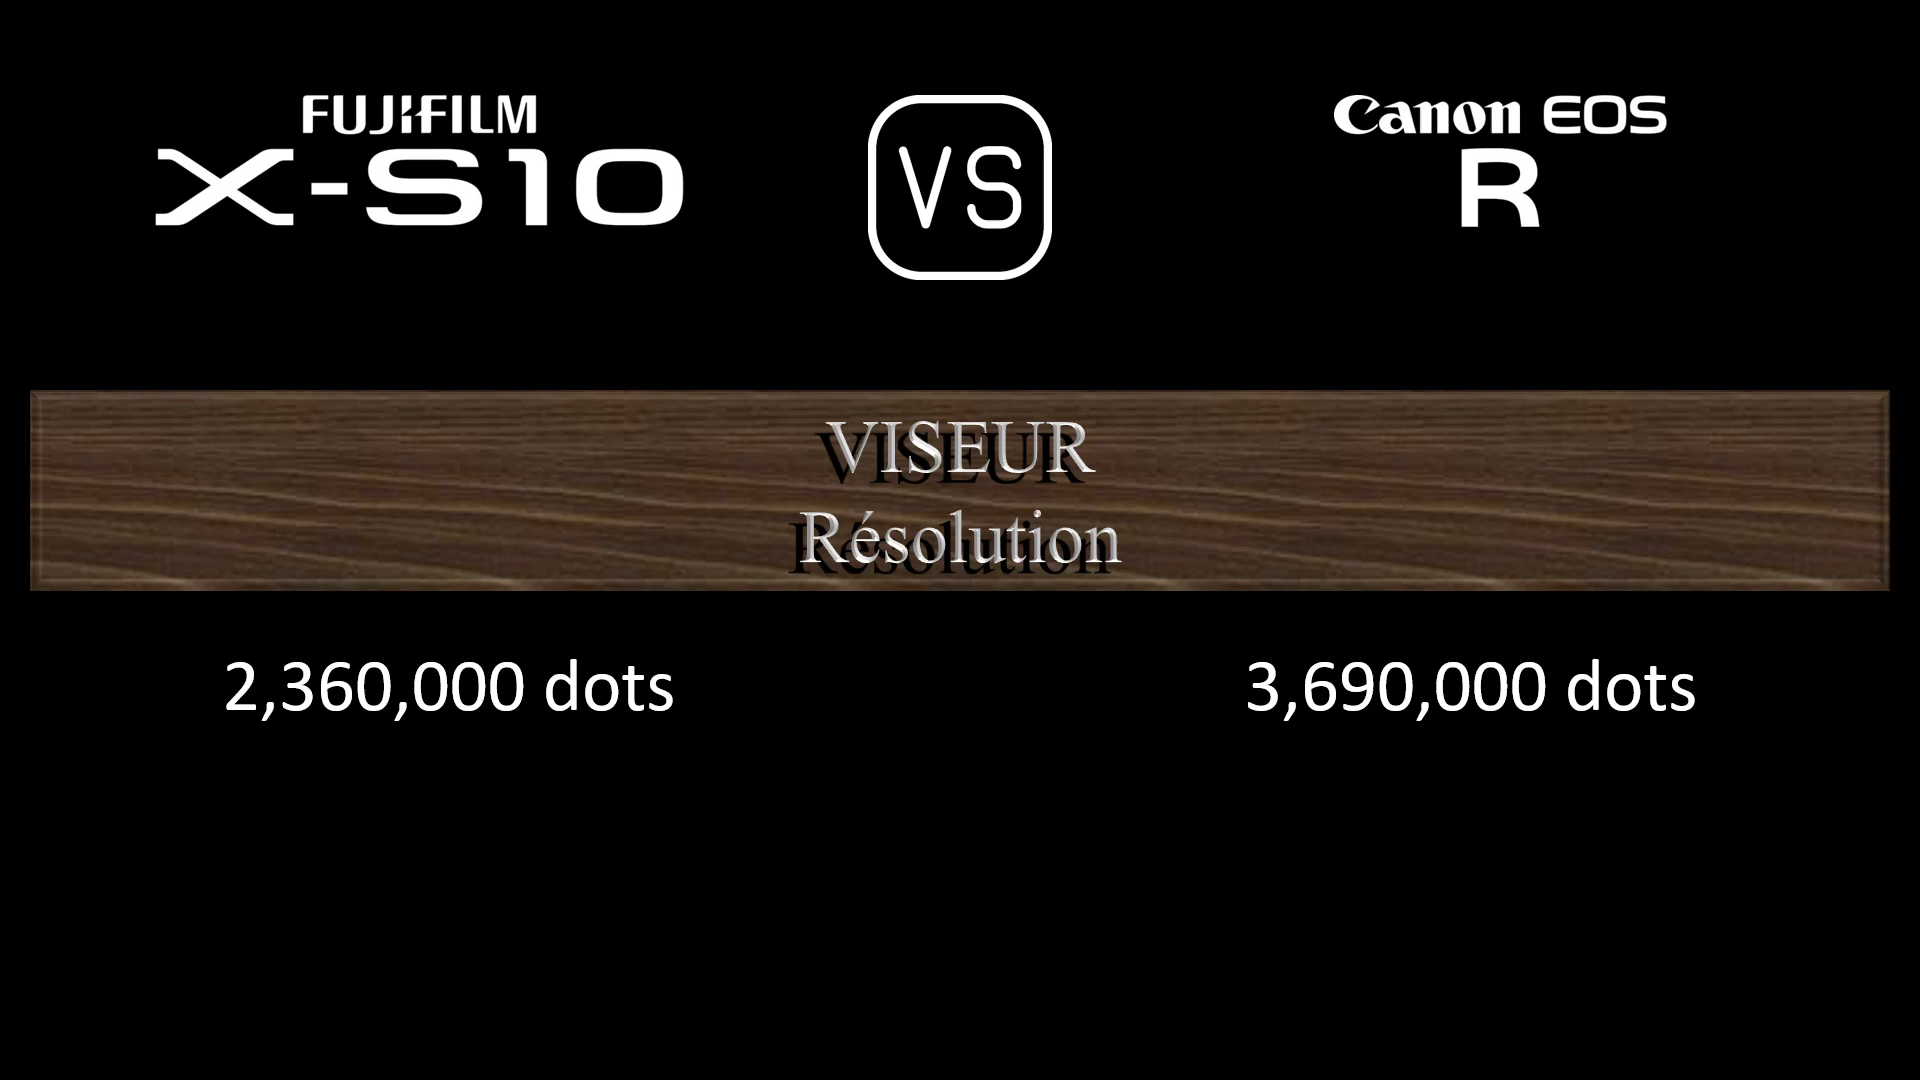 FUJIFILM
X-S10
VS
Canon EOS
R
VISEUR
Résolution
2,360,000 dots
3,690,000 dots